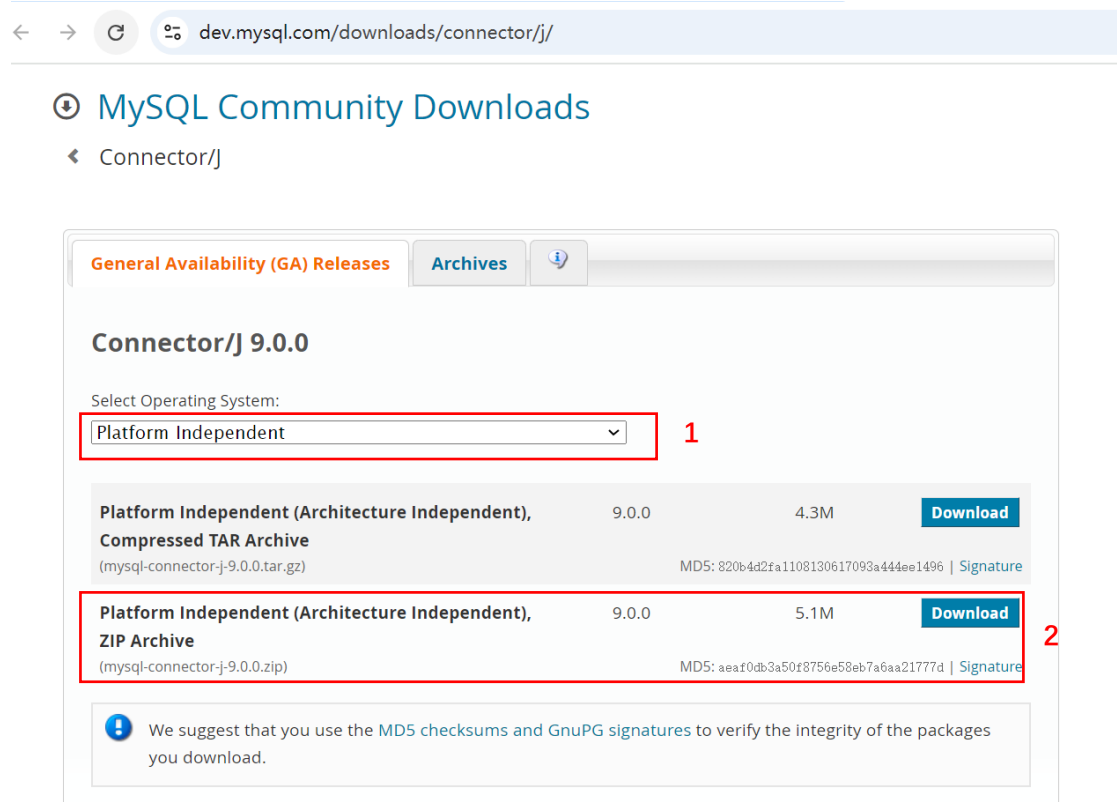 dev.mysql.com/downloads/connector/j/
MySQL Community Downloads
Connector/J
General Availability (GA) Releases
Archives
Connector/J 9.0.0
Select Operating System:
Platform Independent
1
Platform Independent (Architecture Independent), 9.0.0 4.3M Download
Compressed TAR Archive
(mysql-connector-j-9.0.0.tar.gz) MD5: 820b4d2fa1108130617093a444ee1496 | Signature
Platform Independent (Architecture Independent), 9.0.0 5.1M Download
ZIP Archive
2
(mysql-connector-j-9.0.0.zip) MD5: aeaf0db3a50f8756e58eb7a6aa21777d | Signature
We suggest that you use the MD5 checksums and GnuPG signatures to verify the integrity of the packages
you download.